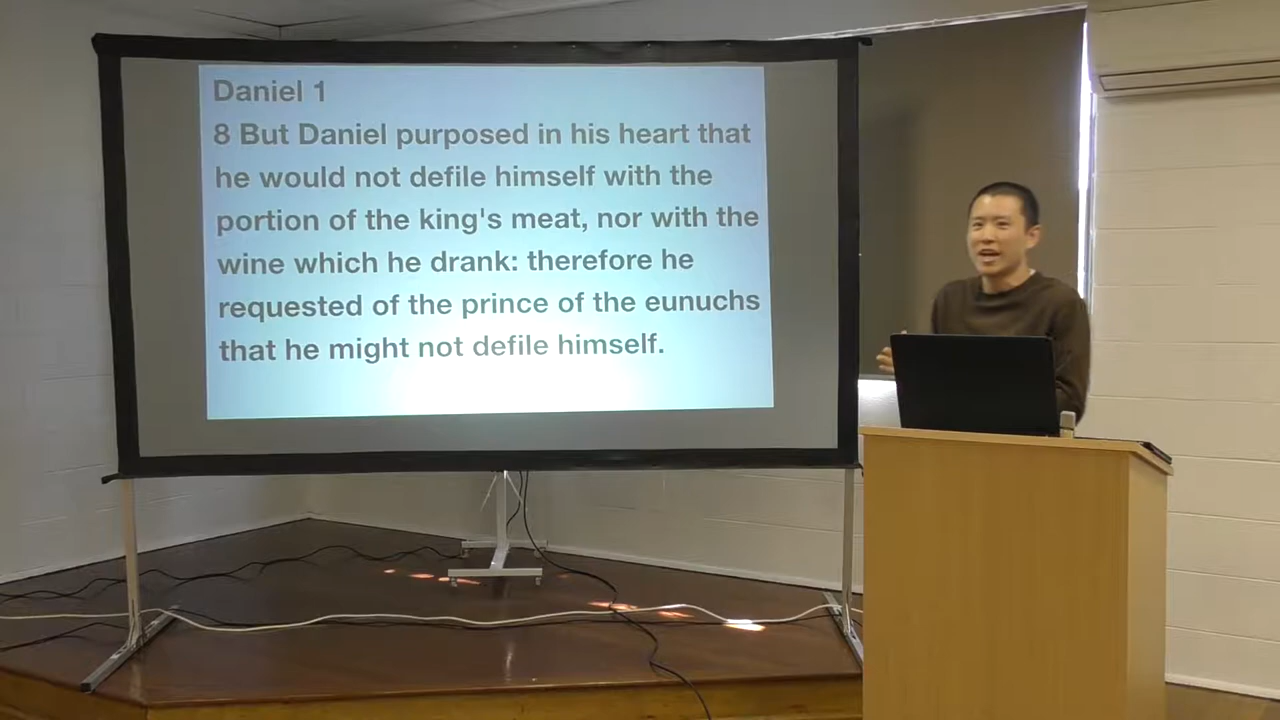 Daniel 1
8 But Daniel purposed in his heart that
he would not defile himself with the
portion of the king's meat, nor with the
wine which he drank: therefore he
requested of the prince of the eunuchs
that he might not defile himself.